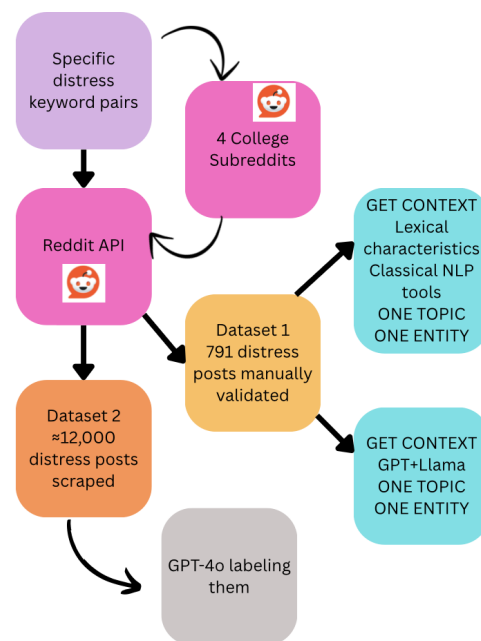 Specific
distress
keyword pairs
4 College
Subreddits
Reddit API
GET CONTEXT
Lexical
characteristics
Classical NLP
tools
ONE TOPIC
ONE ENTITY
Dataset 1
791 distress
posts manually
validated
Dataset 2
≈12,000
distress posts
scraped
GET CONTEXT
GPT+Llama
ONE TOPIC
ONE ENTITY
GPT-4o labeling
them